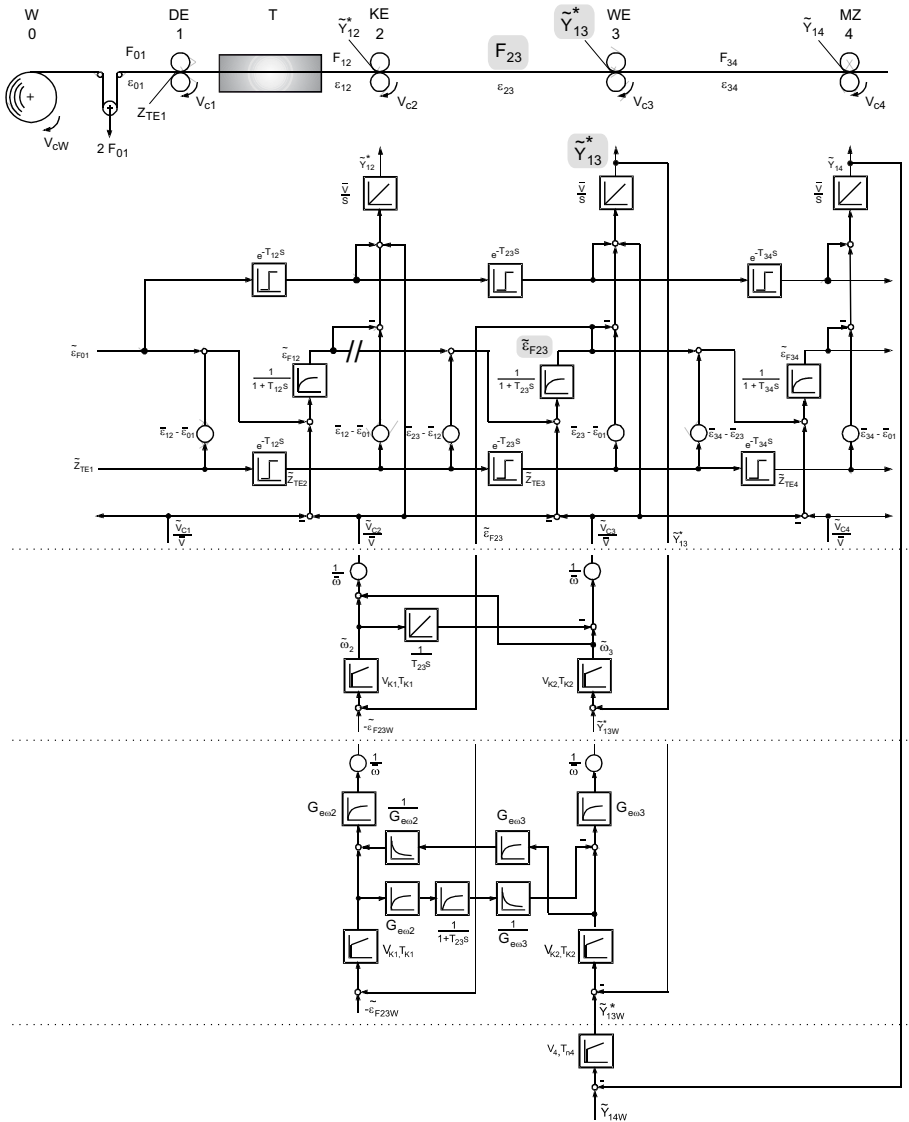 W DE T KE WE MZ
0 1 2 3 4
Ỹ*12 Ỹ*13 Ỹ14
F01 F12 F23 F34
ε01 ε12 ε23 ε34
ZTE1
Vc1 Vc2 Vc3 Vc4
VcW
2 F01
Ỹ*12 Ỹ*13 Ỹ14
V̄/S V̄/S V̄/S
e-T12S e-T23S e-T34S
ε̃F01 ε̃F12 ε̃F23 ε̃F34
1/(1 + T12S) 1/(1 + T23S) 1/(1 + T34S)
ε̄12 - ε̄01 ε̄12 - ε̄01 ε̄23 - ε̄12 ε̄23 - ε̄01 ε̄34 - ε̄23 ε̄34 - ε̄01
e-T12S e-T23S e-T34S
Z̃TE1 Z̃TE2 Z̃TE3 Z̃TE4
ṼC1/V̄ ṼC2/V̄ ε̃F23 ṼC3/V̄ Ỹ*13 ṼC4/V̄
1/ω̄ 1/ω̄
ω̃2 1/T23S ω̃3
VK1,TK1 VK2,TK2
-ε̃F23W Ỹ*13W
1/ω̄ 1/ω̄
Geω2 1/Geω2 Geω3 Geω3
Geω2 1/(1+T23S) 1/Geω3
VK1,TK1 VK2,TK2
-ε̃F23W Ỹ*13W
V4,Tn4
Ỹ14W